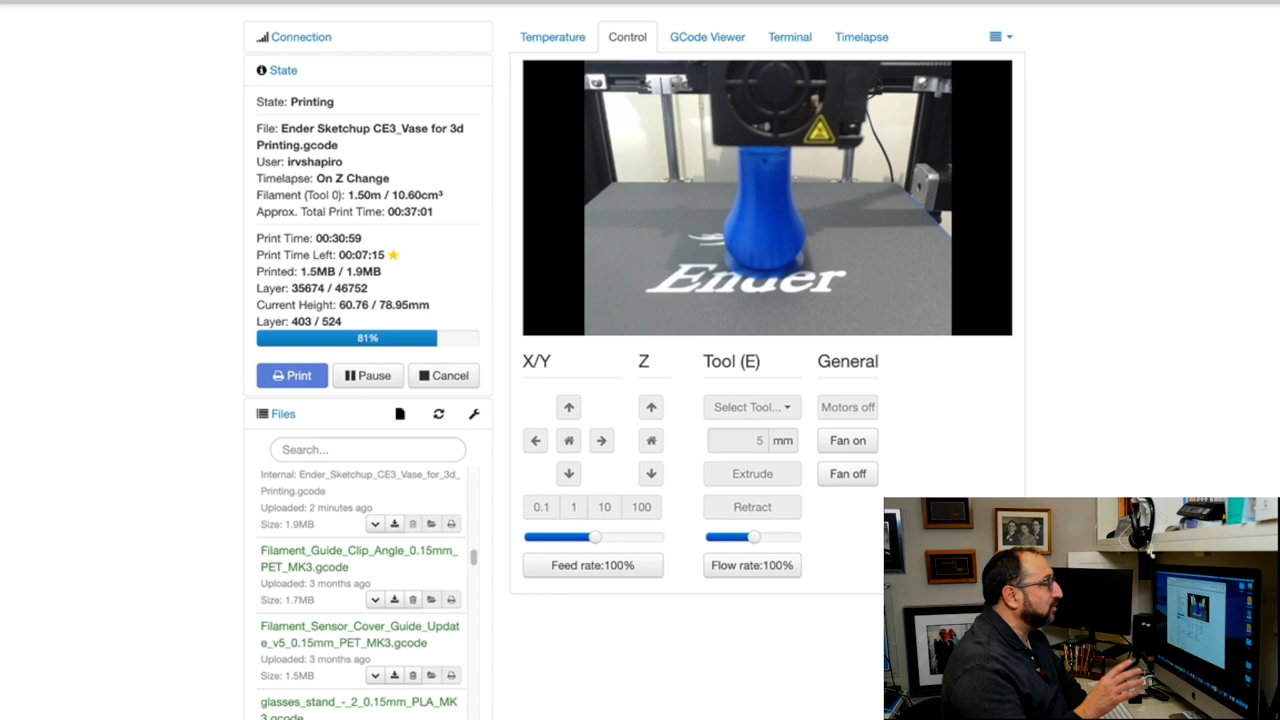 Connection
State
State: Printing
File: Ender Sketchup CE3_Vase for 3d
Printing.gcode
User: irvshapiro
Timelapse: On Z Change
Filament (Tool 0): 1.50m / 10.60cm³
Approx. Total Print Time: 00:37:01
Print Time: 00:30:59
Print Time Left: 00:07:15
Printed: 1.5MB / 1.9MB
Layer: 35674 / 46752
Current Height: 60.76 / 78.95mm
Layer: 403 / 524
81%
Print Pause Cancel
Files
Search...
Internal: Ender_Sketchup_CE3_Vase_for_3d_
Printing.gcode
Uploaded: 2 minutes ago
Size: 1.9MB
Filament_Guide_Clip_Angle_0.15mm_
PET_MK3.gcode
Uploaded: 3 months ago
Size: 1.7MB
Filament_Sensor_Cover_Guide_Updat
e_v5_0.15mm_PET_MK3.gcode
Uploaded: 3 months ago
Size: 1.5MB
glasses_stand_-_2_0.15mm_PLA_MK
3.gcode
Temperature Control GCode Viewer Terminal Timelapse
Ender
X/Y Z Tool (E) General
Select Tool... Motors off
5 mm Fan on
Extrude Fan off
0.1 1 10 100 Retract
Feed rate:100% Flow rate:100%